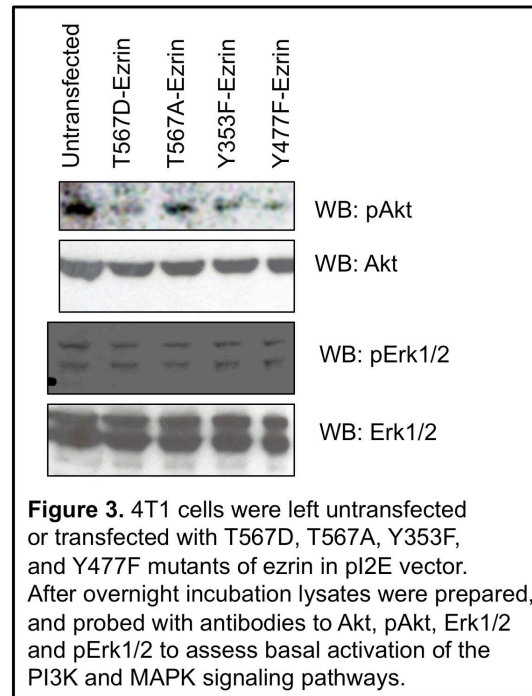 Untransfected
T567D-Ezrin
T567A-Ezrin
Y353F-Ezrin
Y477F-Ezrin
WB: pAkt
WB: Akt
WB: pErk1/2
WB: Erk1/2
Figure 3. 4T1 cells were left untransfected
or transfected with T567D, T567A, Y353F,
and Y477F mutants of ezrin in pI2E vector.
After overnight incubation lysates were prepared,
and probed with antibodies to Akt, pAkt, Erk1/2
and pErk1/2 to assess basal activation of the
PI3K and MAPK signaling pathways.